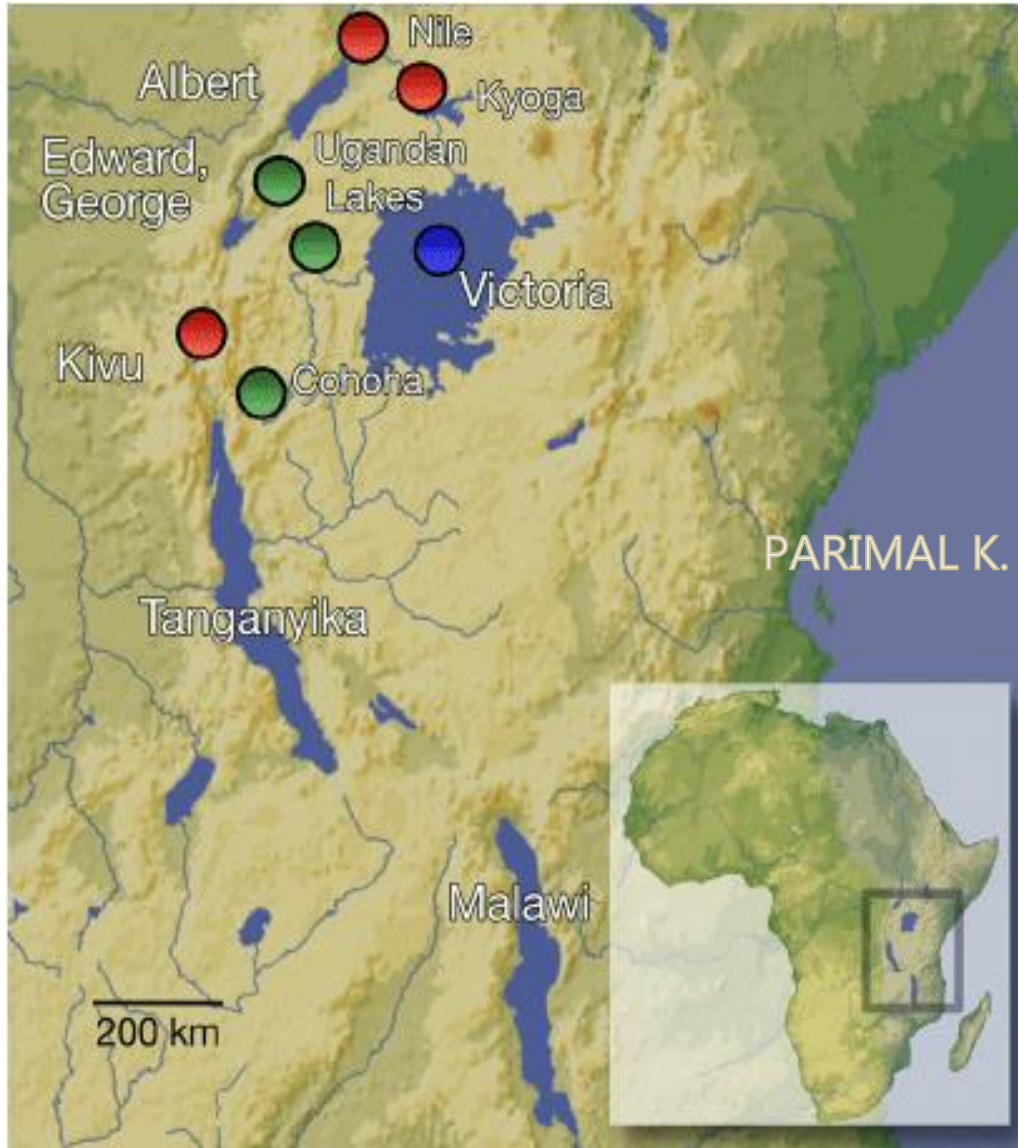 Nile
Albert
Kyoga
Edward,
George
Ugandan
Lakes
Victoria
Kivu
Cohoha
PARIMAL K.
Tanganyika
Malawi
200 km